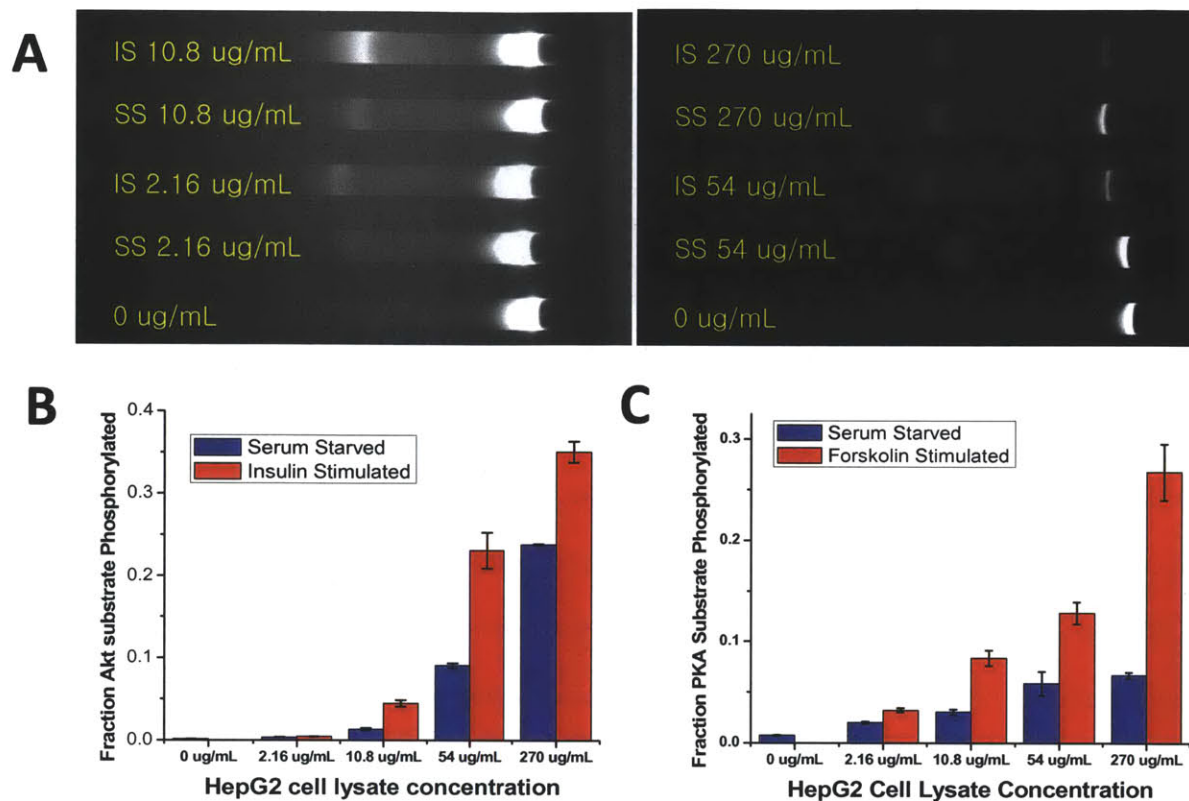 A
IS 10.8 ug/mL
SS 10.8 ug/mL
IS 2.16 ug/mL
SS 2.16 ug/mL
0 ug/mL
IS 270 ug/mL
SS 270 ug/mL
IS 54 ug/mL
SS 54 ug/mL
0 ug/mL
B
Fraction Akt substrate Phosphorylated
0.4
0.3
0.2
0.1
0.0
Serum Starved
Insulin Stimulated
0 ug/mL 2.16 ug/mL 10.8 ug/mL 54 ug/mL 270 ug/mL
HepG2 cell lysate concentration
C
Fraction PKA Substrate Phosphorylated
0.3
0.2
0.1
0.0
Serum Starved
Forskolin Stimulated
0 ug/mL 2.16 ug/mL 10.8 ug/mL 54 ug/mL 270 ug/mL
HepG2 Cell Lysate Concentration